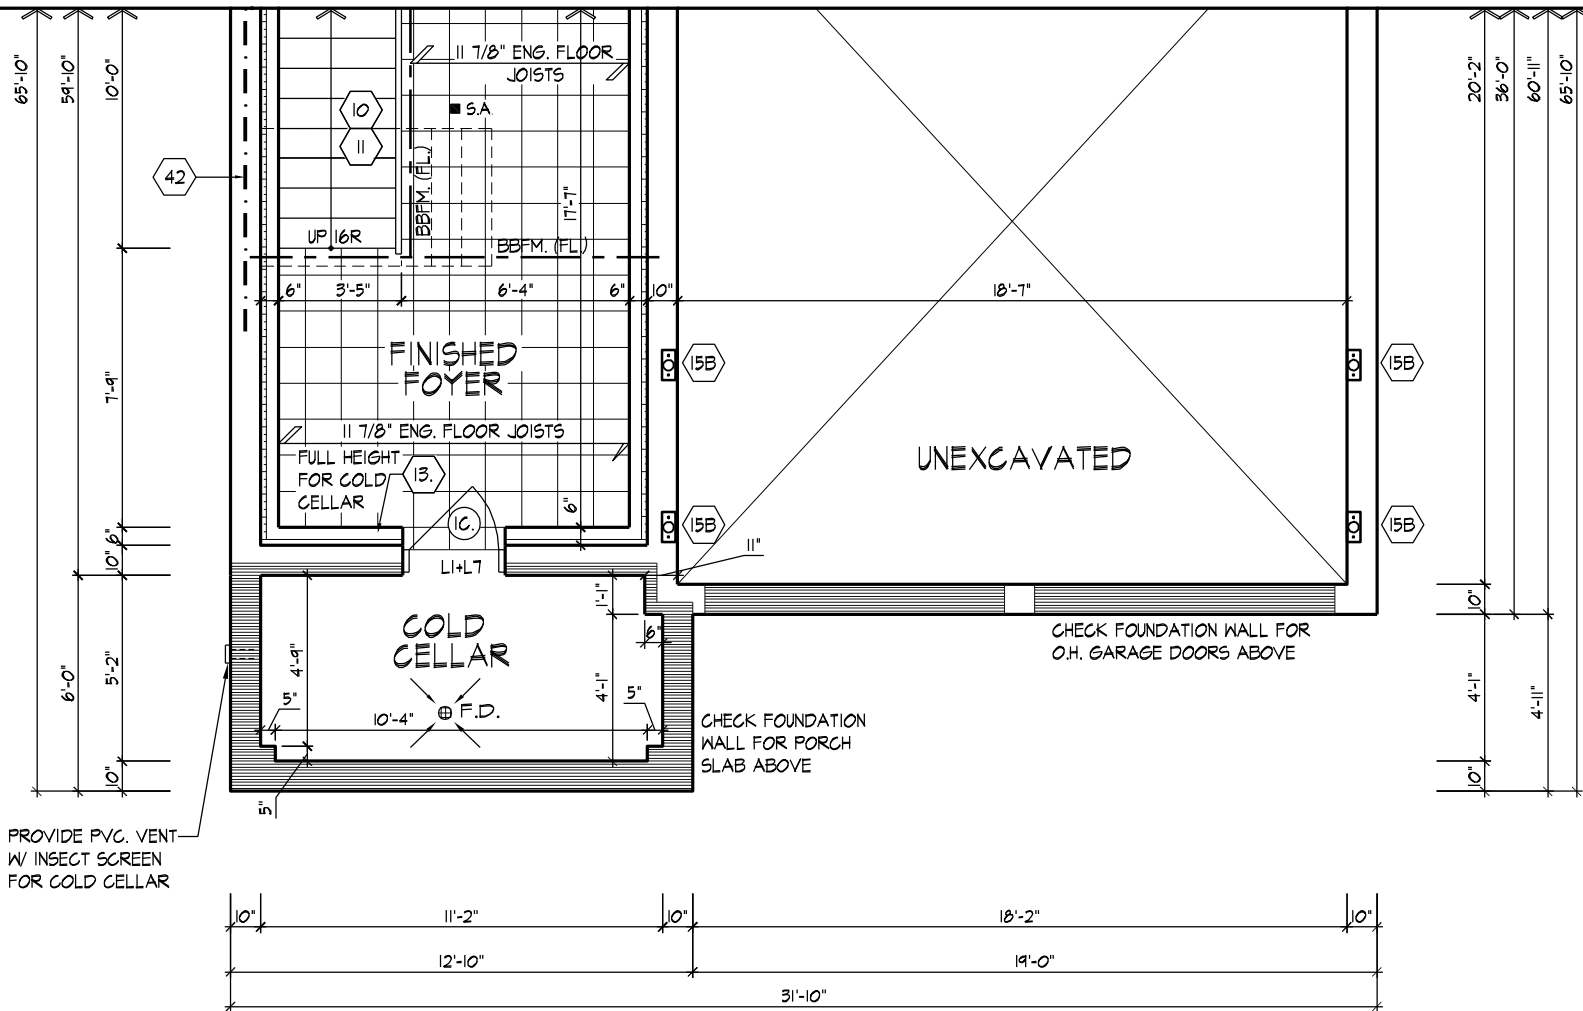 65'-10"
59'-10"
10'-0"
11 7/8" ENG. FLOOR
JOISTS
20'-2"
36'-0"
60'-11"
65'-10"
10
11
S.A.
42
BBFM. (FL.)
17'-7"
UP 16R
BBFM. (FL.)
6"
3'-5"
6'-4"
6"
10"
18'-7"
FINISHED
FOYER
15B
15B
7'-9"
11 7/8" ENG. FLOOR JOISTS
FULL HEIGHT
FOR COLD
CELLAR
13.
UNEXCAVATED
6"
1C.
15B
15B
6"
10"
11"
L1+L7
1'-1"
10"
COLD
CELLAR
6"
CHECK FOUNDATION WALL FOR
O.H. GARAGE DOORS ABOVE
4'-9"
6'-0"
5'-2"
5"
4'-1"
5"
4'-1"
4'-11"
10'-4"
F.D.
CHECK FOUNDATION
WALL FOR PORCH
SLAB ABOVE
10"
10"
5"
PROVIDE PVC. VENT
W/ INSECT SCREEN
FOR COLD CELLAR
10"
11'-2"
10"
18'-2"
10"
12'-10"
19'-0"
31'-10"